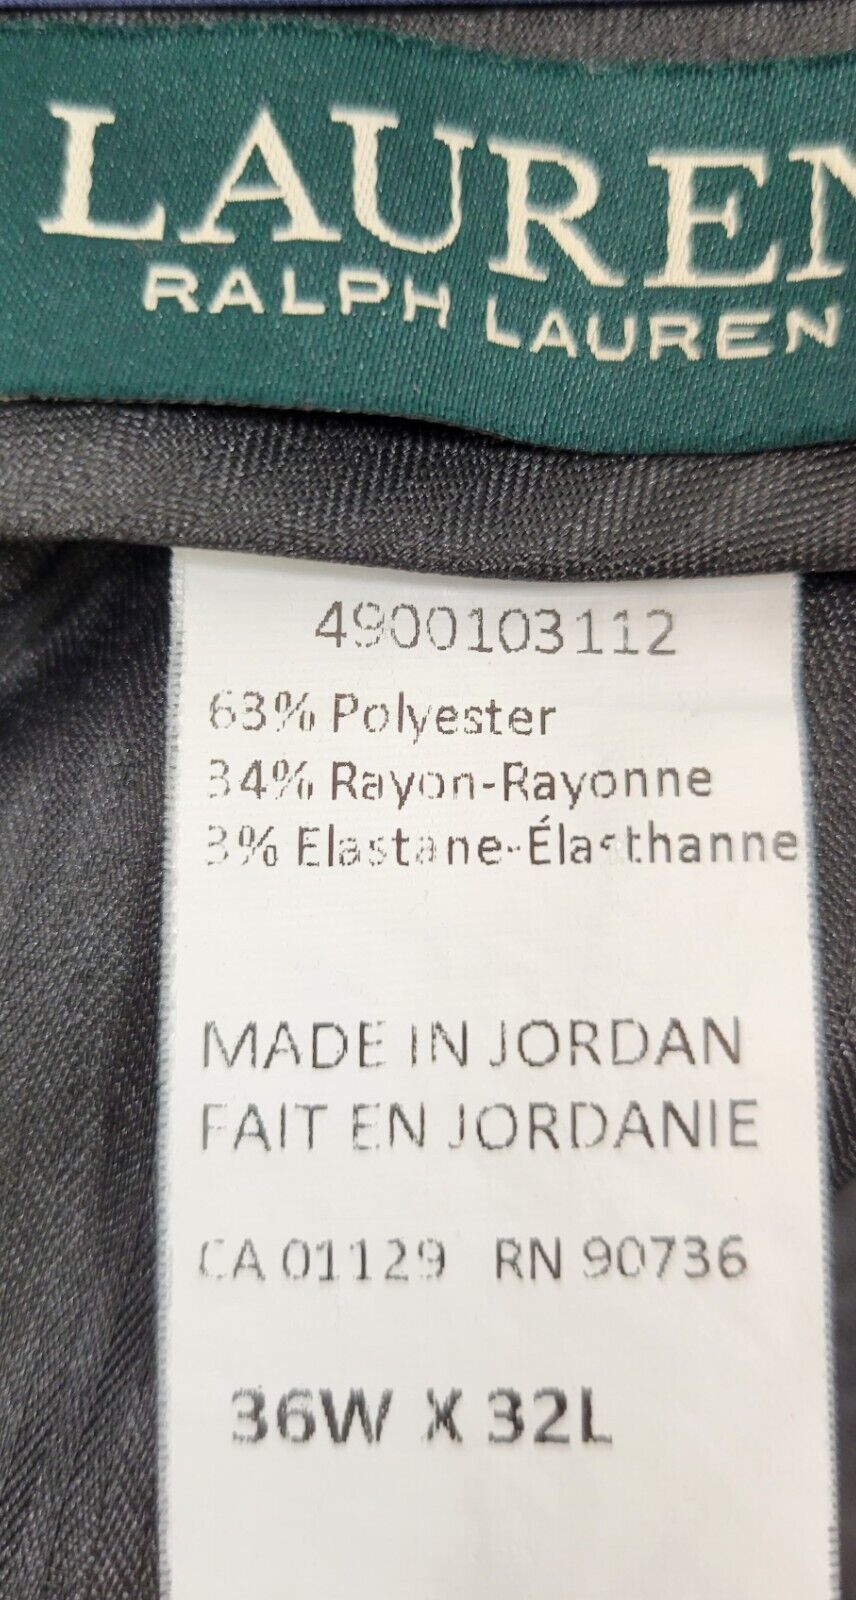 LAUREN
RALPH LAUREN
4900103112
63% Polyester
34% Rayon-Rayonne
3% Elastane-Élasthanne
MADE IN JORDAN
FAIT EN JORDANIE
CA 01129 RN 90736
36W X 32L